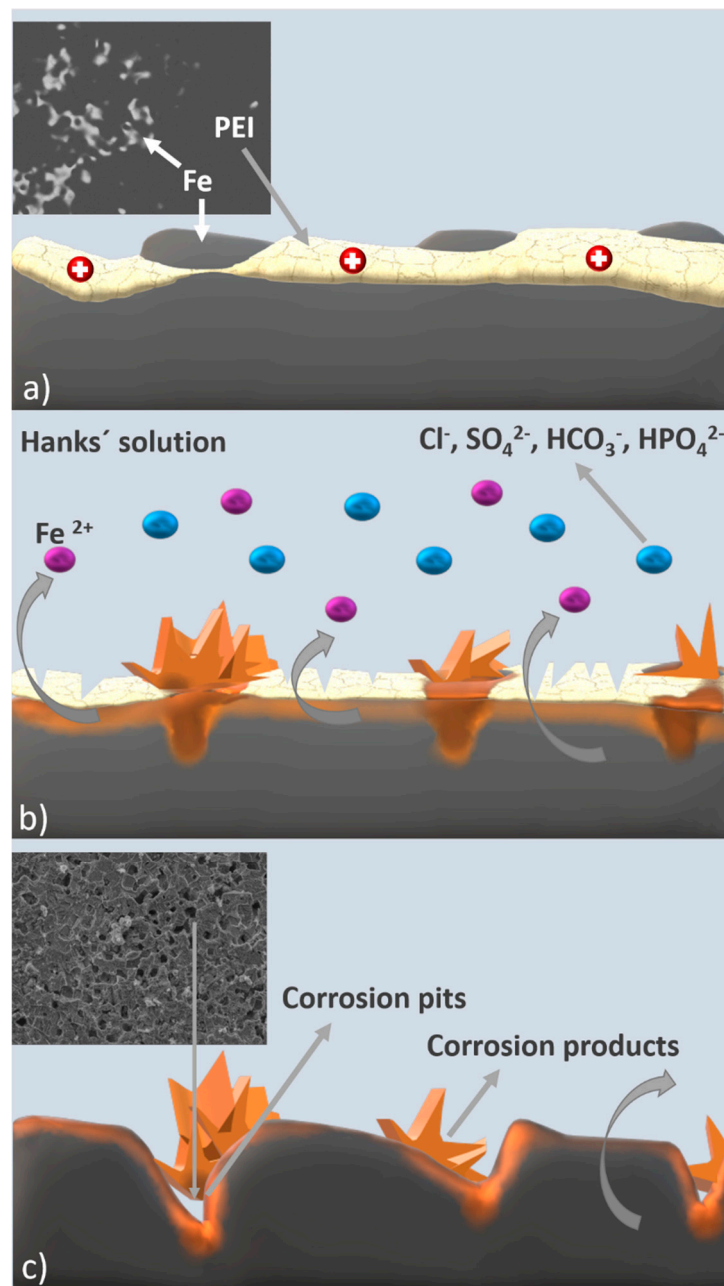 PEI
Fe
a)
Hanks´ solution
Cl⁻, SO₄²⁻, HCO₃⁻, HPO₄²⁻
Fe ²⁺
b)
Corrosion pits
Corrosion products
c)